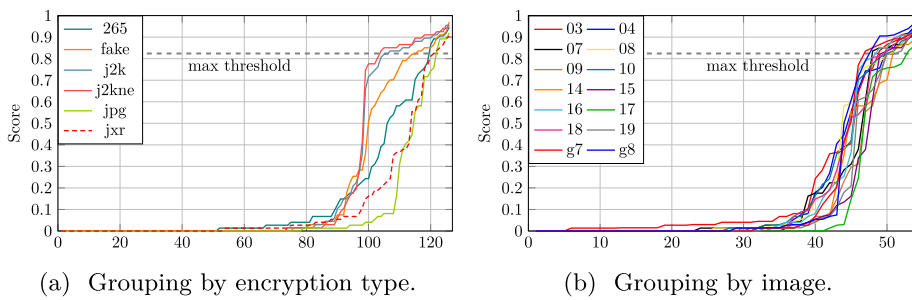 1
0.9
0.8
0.7
0.6
0.5
0.4
0.3
0.2
0.1
0
Score
265
fake
j2k
j2kne
jpg
jxr
max threshold
0 20 40 60 80 100 120
(a) Grouping by encryption type.
1
0.9
0.8
0.7
0.6
0.5
0.4
0.3
0.2
0.1
0
Score
03 04
07 08
09 10
14 15
16 17
18 19
g7 g8
max threshold
0 10 20 30 40 50
(b) Grouping by image.